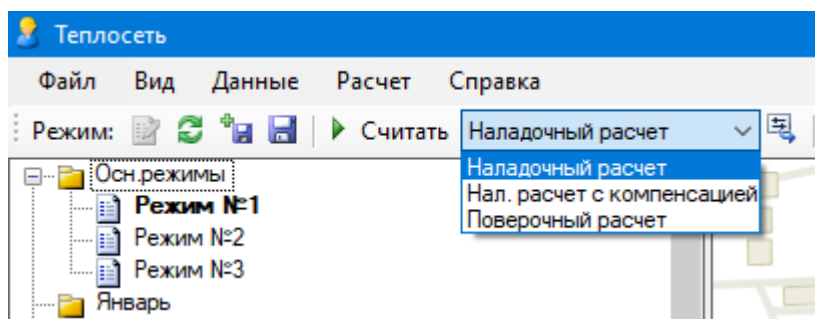 Теплосеть
Файл Вид Данные Расчет Справка
Режим: Считать Наладочный расчет
Наладочный расчет
Нал. расчет с компенсацией
Поверочный расчет
Осн.режимы
Режим №1
Режим №2
Режим №3
Январь